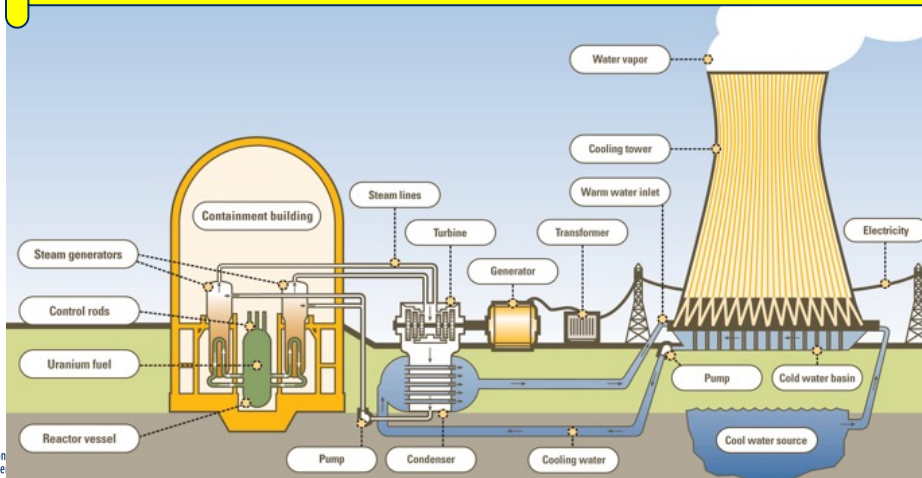 Water vapor
Cooling tower
Steam lines
Warm water inlet
Containment building
Turbine
Transformer
Electricity
Steam generators
Generator
Control rods
Uranium fuel
Pump
Cold water basin
Reactor vessel
Cool water source
Pump
Condenser
Cooling water